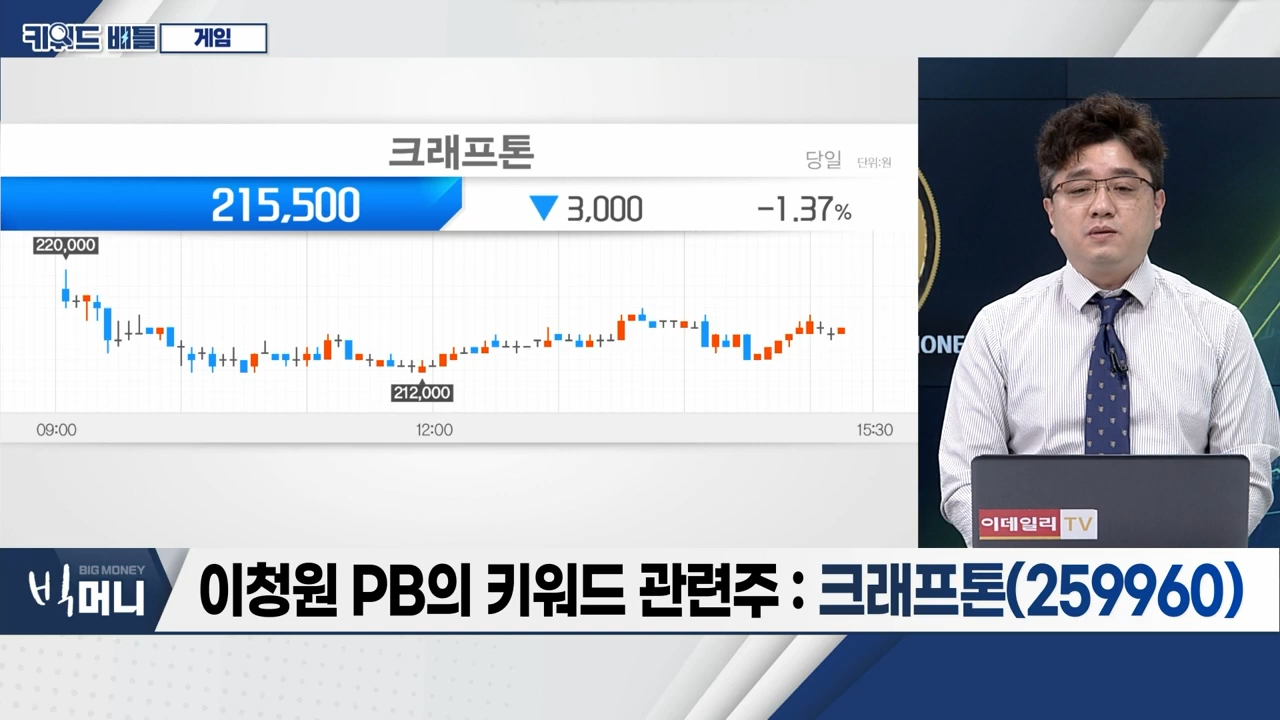 키워드 배틀 게임
크래프톤
당일 단위:원
215,500 ▼ 3,000 -1.37%
220,000
212,000
09:00 12:00 15:30
이데일리 TV
빅머니 BIG MONEY
이청원 PB의 키워드 관련주 : 크래프톤(259960)